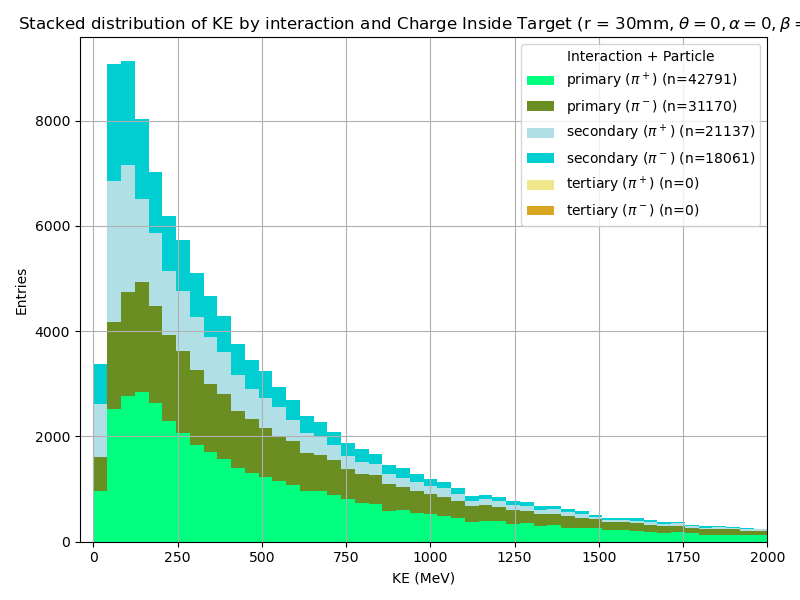 Stacked distribution of KE by interaction and Charge Inside Target (r = 30mm, θ = 0, α = 0, β =
Interaction + Particle
primary (π⁺) (n=42791)
primary (π⁻) (n=31170)
secondary (π⁺) (n=21137)
secondary (π⁻) (n=18061)
tertiary (π⁺) (n=0)
tertiary (π⁻) (n=0)
Entries
8000
6000
4000
2000
0
0 250 500 750 1000 1250 1500 1750 2000
KE (MeV)